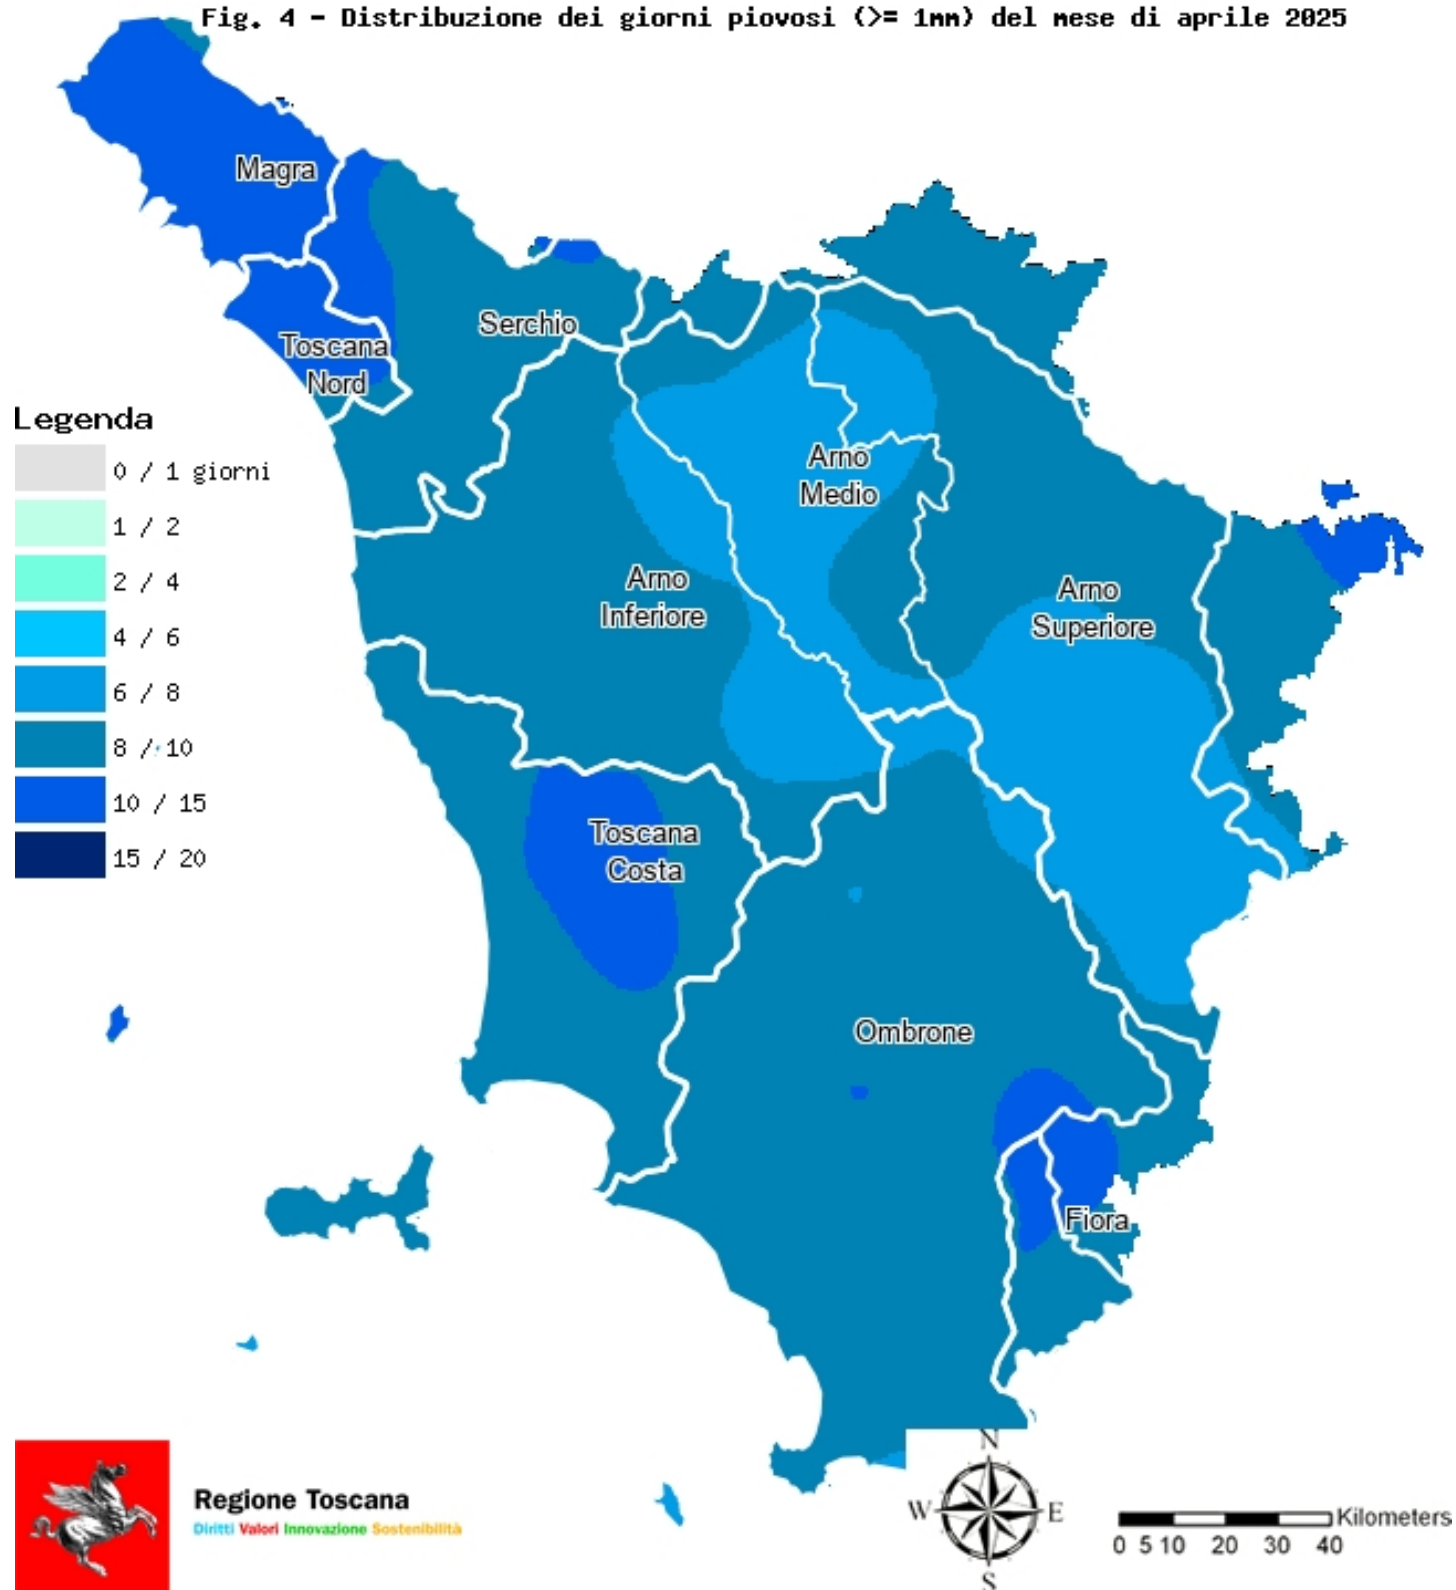 Fig. 4 - Distribuzione dei giorni piovosi (>= 1mm) del mese di aprile 2025
Magra
Serchio
Toscana
Nord
Legenda
0 / 1 giorni
1 / 2
2 / 4
4 / 6
6 / 8
8 / 10
10 / 15
15 / 20
Arno
Medio
Arno
Inferiore
Arno
Superiore
Toscana
Costa
Ombrone
Fiora
Regione Toscana
Diritti Valori Innovazione Sostenibilità
N
W
E
S
Kilometers
0 5 10 20 30 40